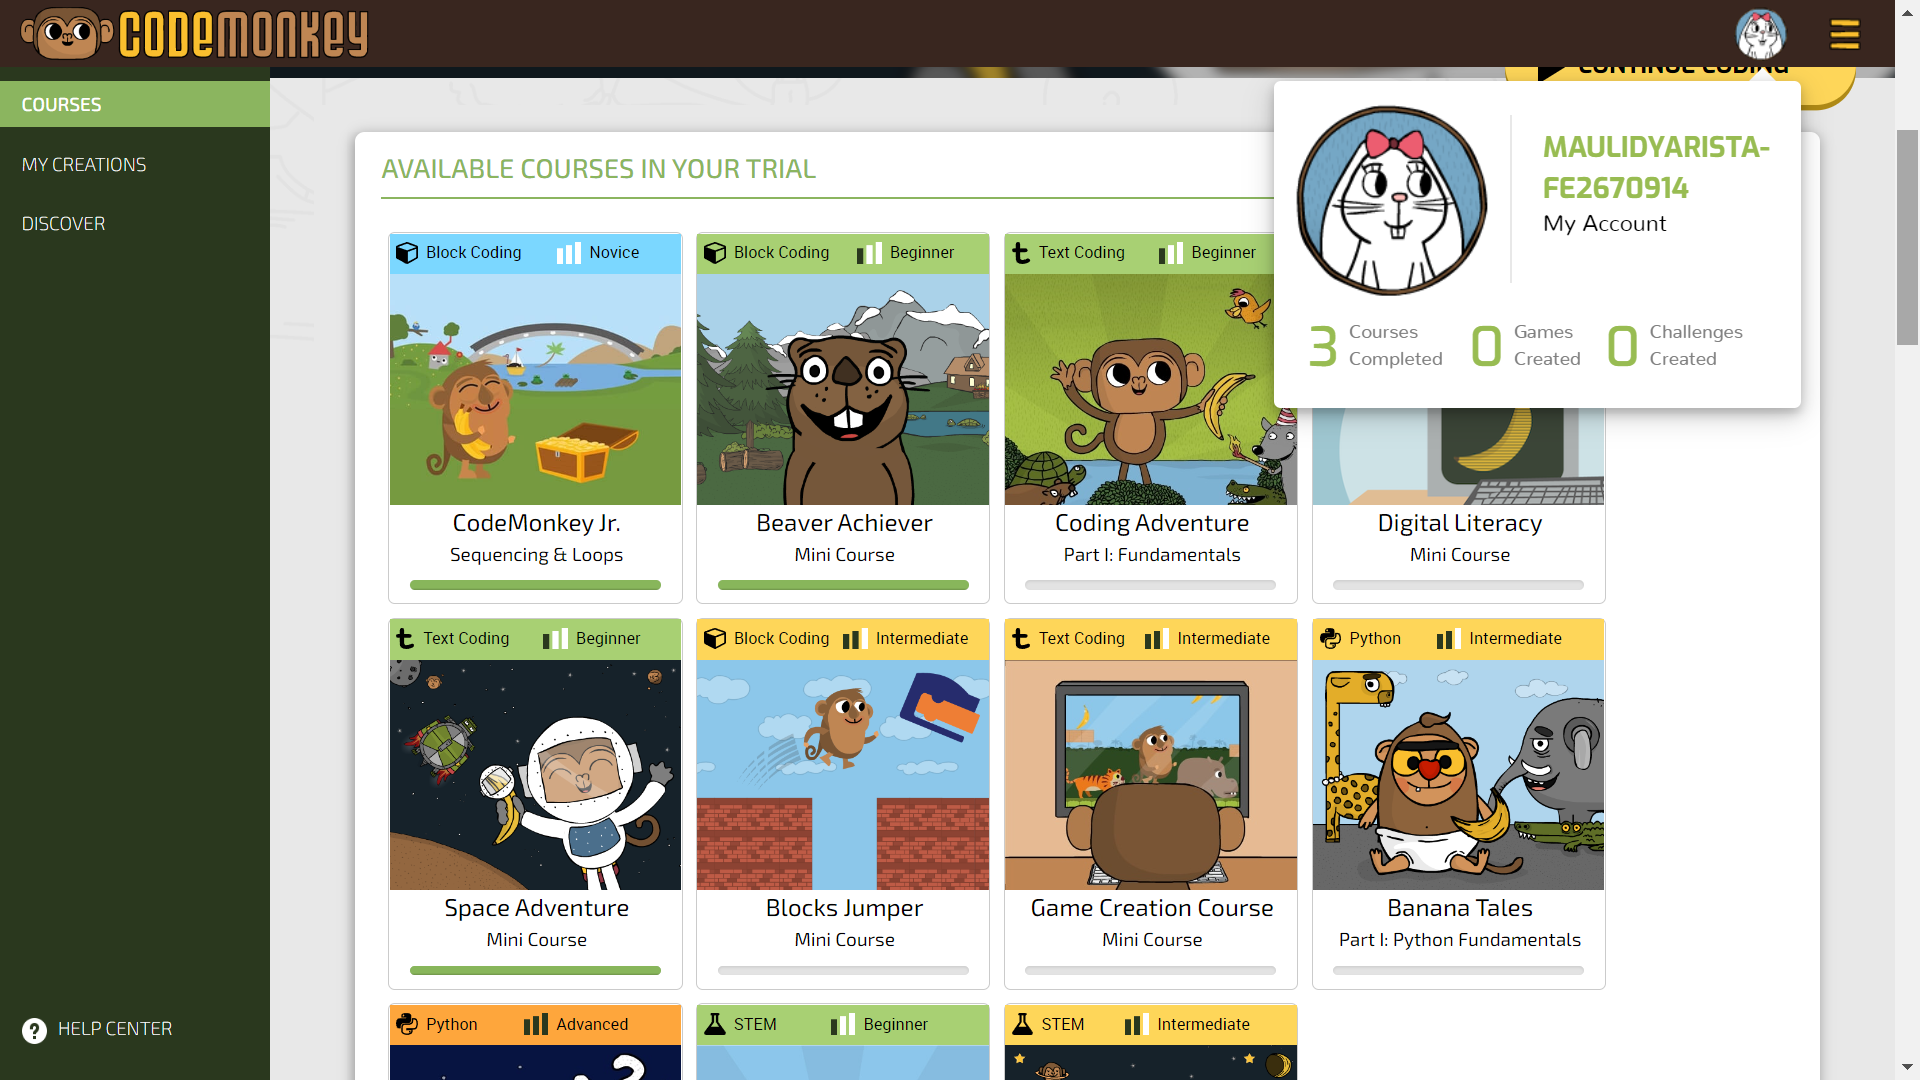 CODEMONKEY
CONTINUE CODING
COURSES
MY CREATIONS
DISCOVER
HELP CENTER
AVAILABLE COURSES IN YOUR TRIAL
MAULIDYARISTA-
FE2670914
My Account
3 Courses Completed
0 Games Created
0 Challenges Created
Block Coding Novice
CodeMonkey Jr.
Sequencing & Loops
Block Coding Beginner
Beaver Achiever
Mini Course
Text Coding Beginner
Coding Adventure
Part I: Fundamentals
Digital Literacy
Mini Course
Text Coding Beginner
Space Adventure
Mini Course
Block Coding Intermediate
Blocks Jumper
Mini Course
Text Coding Intermediate
Game Creation Course
Mini Course
Python Intermediate
Banana Tales
Part I: Python Fundamentals
Python Advanced
STEM Beginner
STEM Intermediate